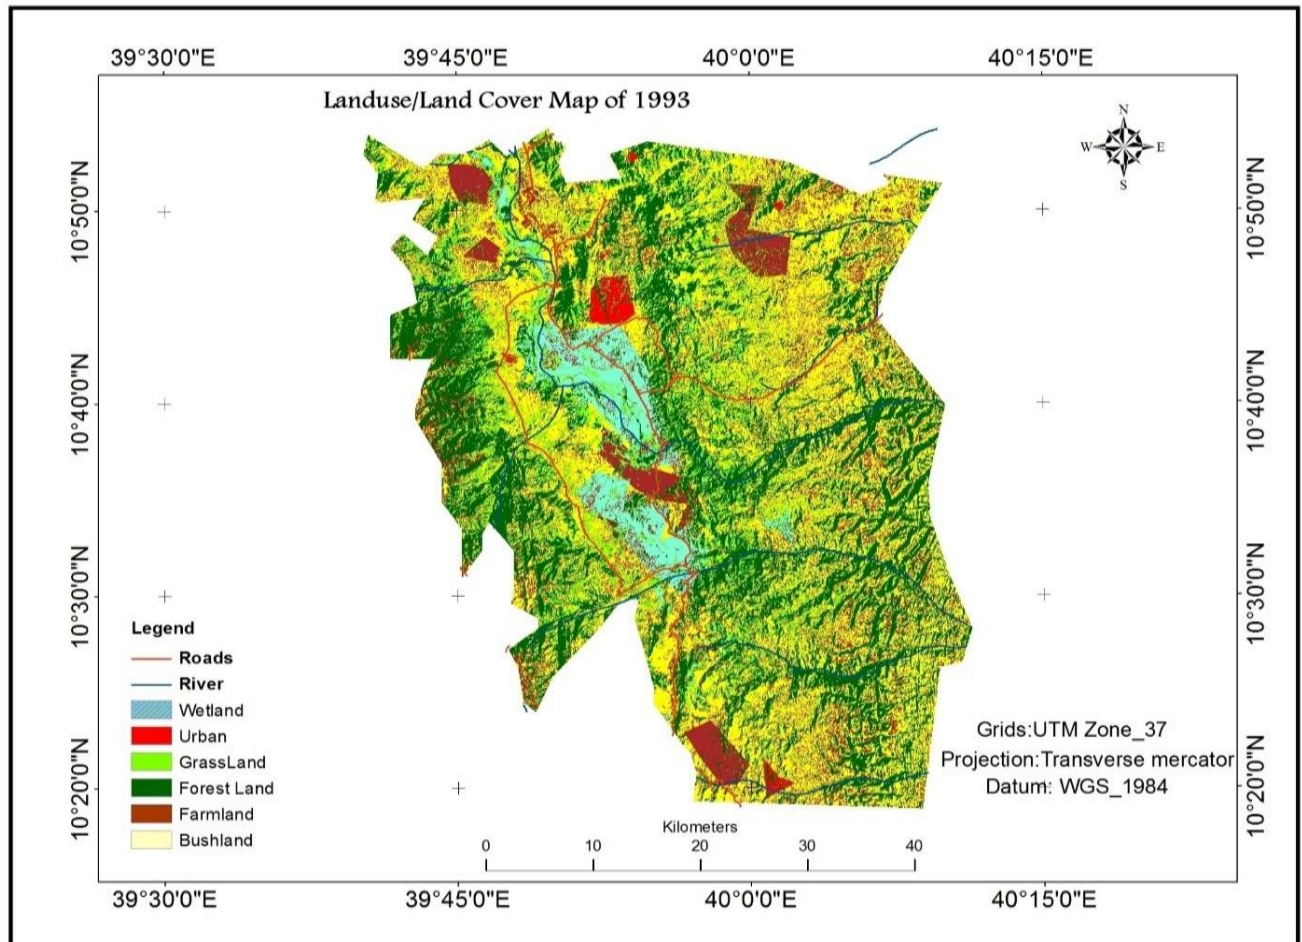 39°30'0"E 39°45'0"E 40°0'0"E 40°15'0"E
Landuse/Land Cover Map of 1993
N
W E
S
10°50'0"N 10°50'0"N
10°40'0"N 10°40'0"N
10°30'0"N 10°30'0"N
Legend
Roads
River
Wetland
Urban
GrassLand
Forest Land
Farmland
Bushland
Grids:UTM Zone_37
Projection:Transverse mercator
Datum: WGS_1984
10°20'0"N 10°20'0"N
Kilometers
0 10 20 30 40
39°30'0"E 39°45'0"E 40°0'0"E 40°15'0"E